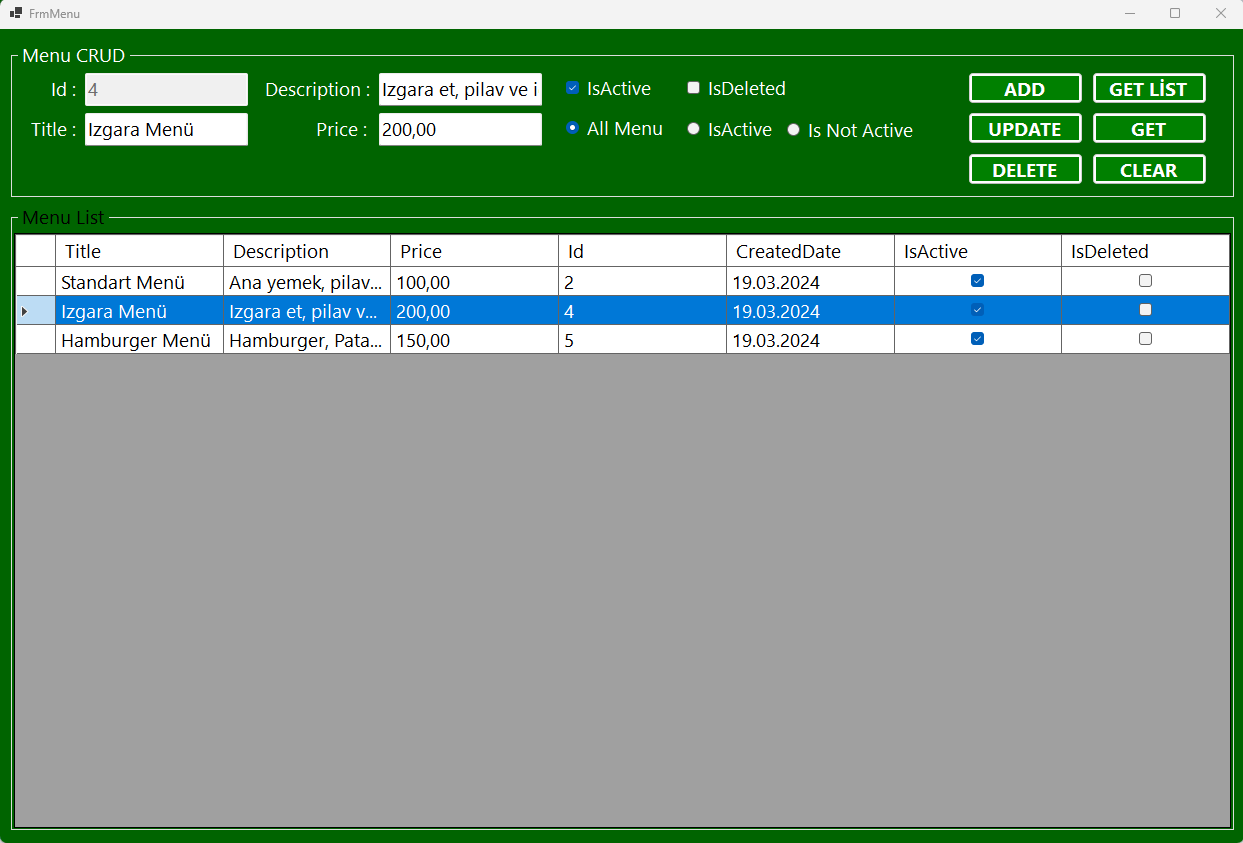 FrmMenu
Menu CRUD
Id : 4 Description : Izgara et, pilav ve i IsActive IsDeleted ADD GET LİST
Title : Izgara Menü Price : 200,00 All Menu IsActive Is Not Active UPDATE GET
DELETE CLEAR
Menu List
Title Description Price Id CreatedDate IsActive IsDeleted
Standart Menü Ana yemek, pilav... 100,00 2 19.03.2024
Izgara Menü Izgara et, pilav v... 200,00 4 19.03.2024
Hamburger Menü Hamburger, Pata... 150,00 5 19.03.2024